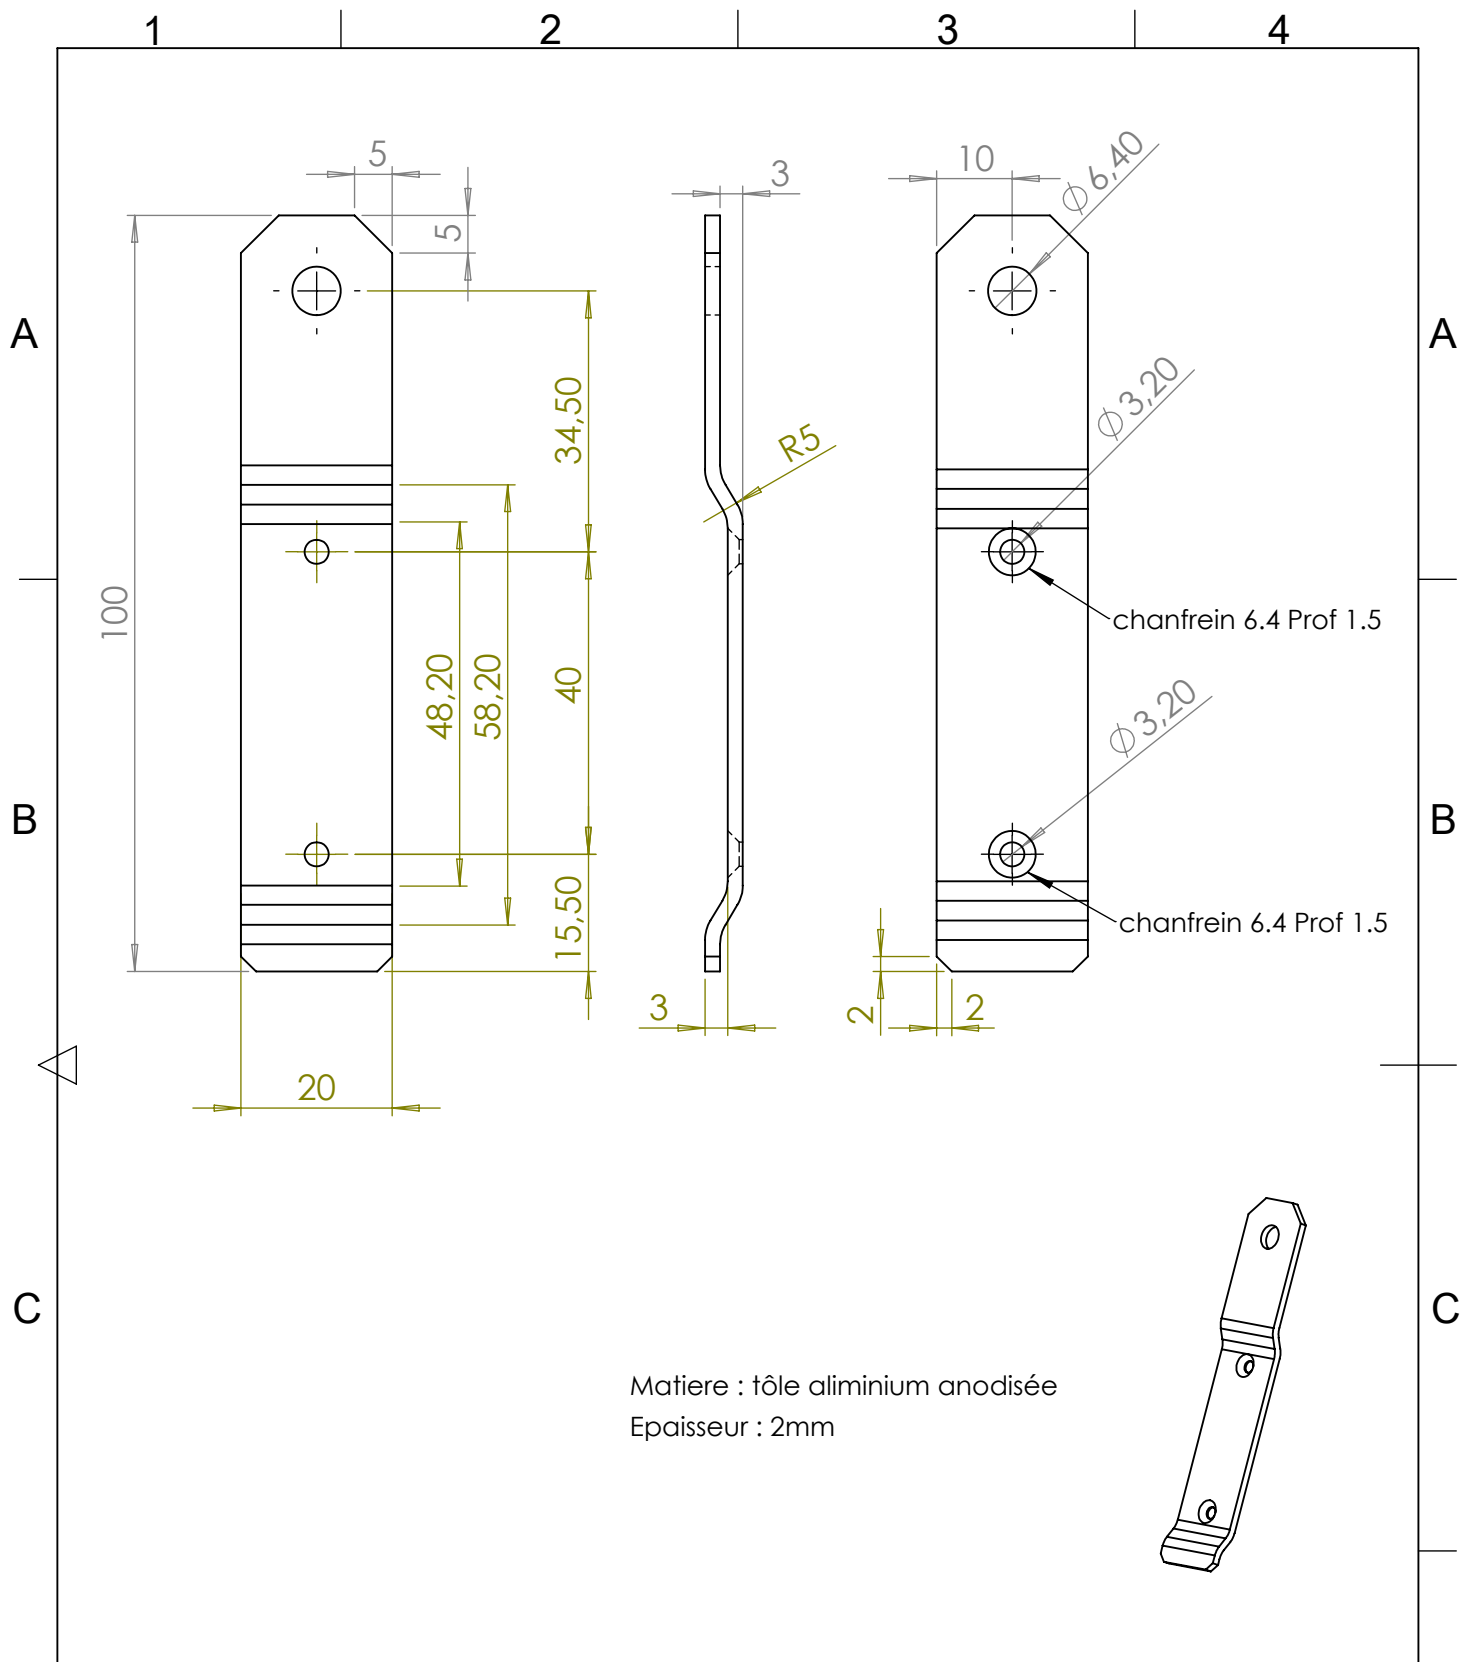 1 2 3 4
5
3
10
Φ 6,40
5
A
A
34,50
Φ 3,20
R5
100
chanfrein 6.4 Prof 1.5
48,20
58,20
40
Φ 3,20
B
B
15,50
chanfrein 6.4 Prof 1.5
3
2
2
20
C
C
Matiere : tôle aliminium anodisée
Epaisseur : 2mm